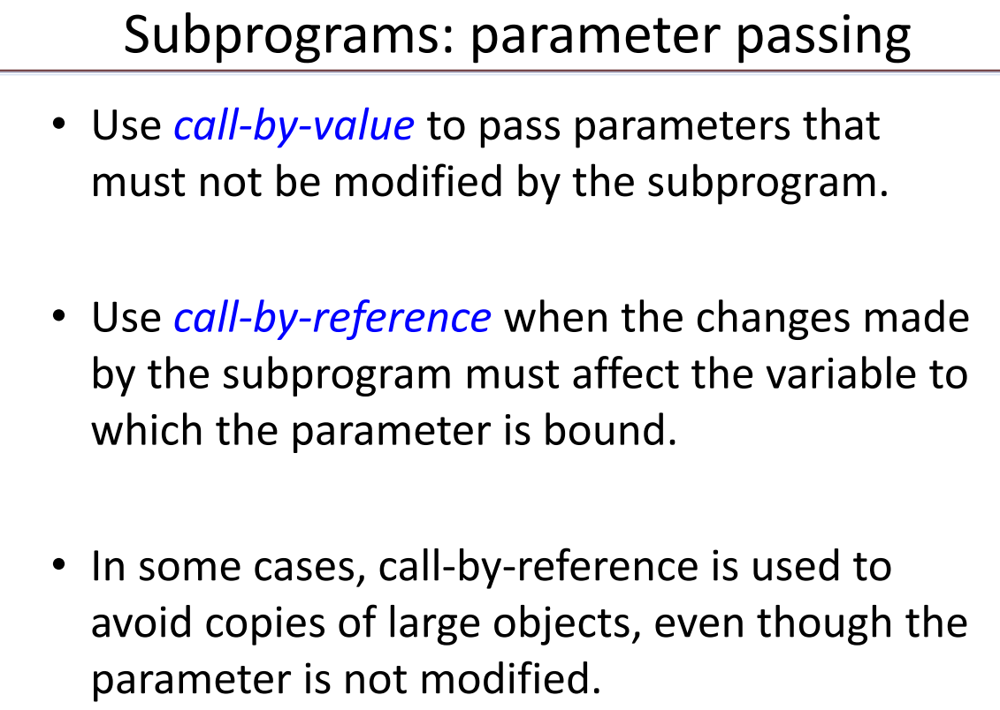 Subprograms: parameter passing
• Use call-by-value to pass parameters that
must not be modified by the subprogram.
• Use call-by-reference when the changes made
by the subprogram must affect the variable to
which the parameter is bound.
• In some cases, call-by-reference is used to
avoid copies of large objects, even though the
parameter is not modified.